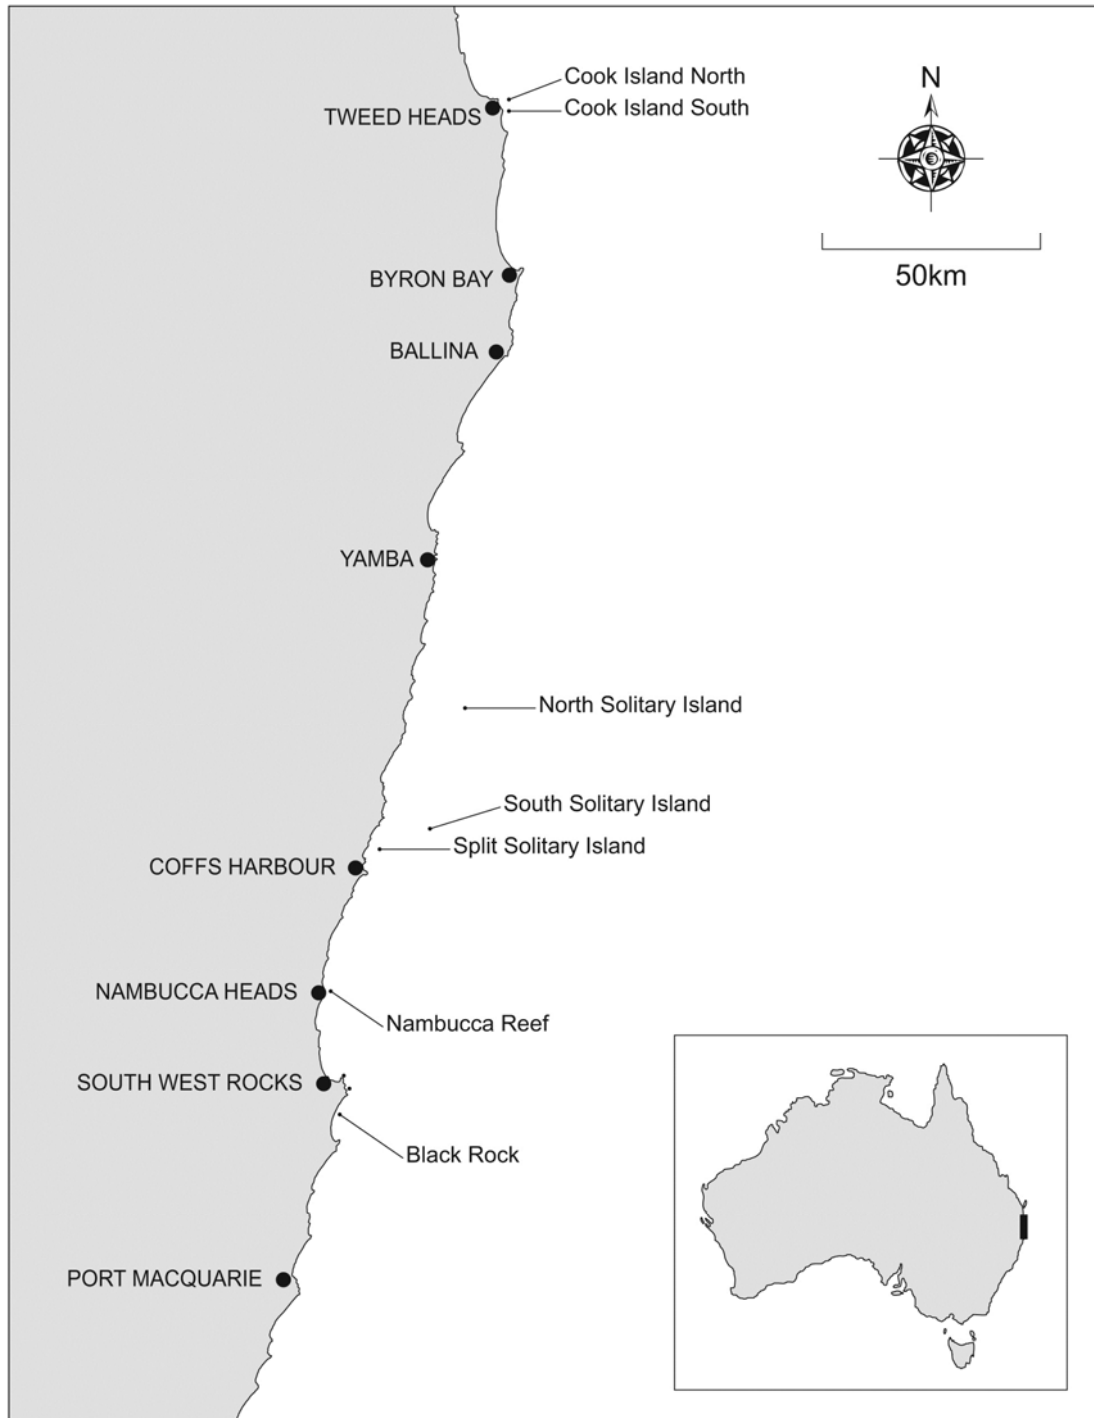 N
Cook Island North
Cook Island South
TWEED HEADS
50km
BYRON BAY
BALLINA
YAMBA
North Solitary Island
South Solitary Island
Split Solitary Island
COFFS HARBOUR
NAMBUCCA HEADS
Nambucca Reef
SOUTH WEST ROCKS
Black Rock
PORT MACQUARIE